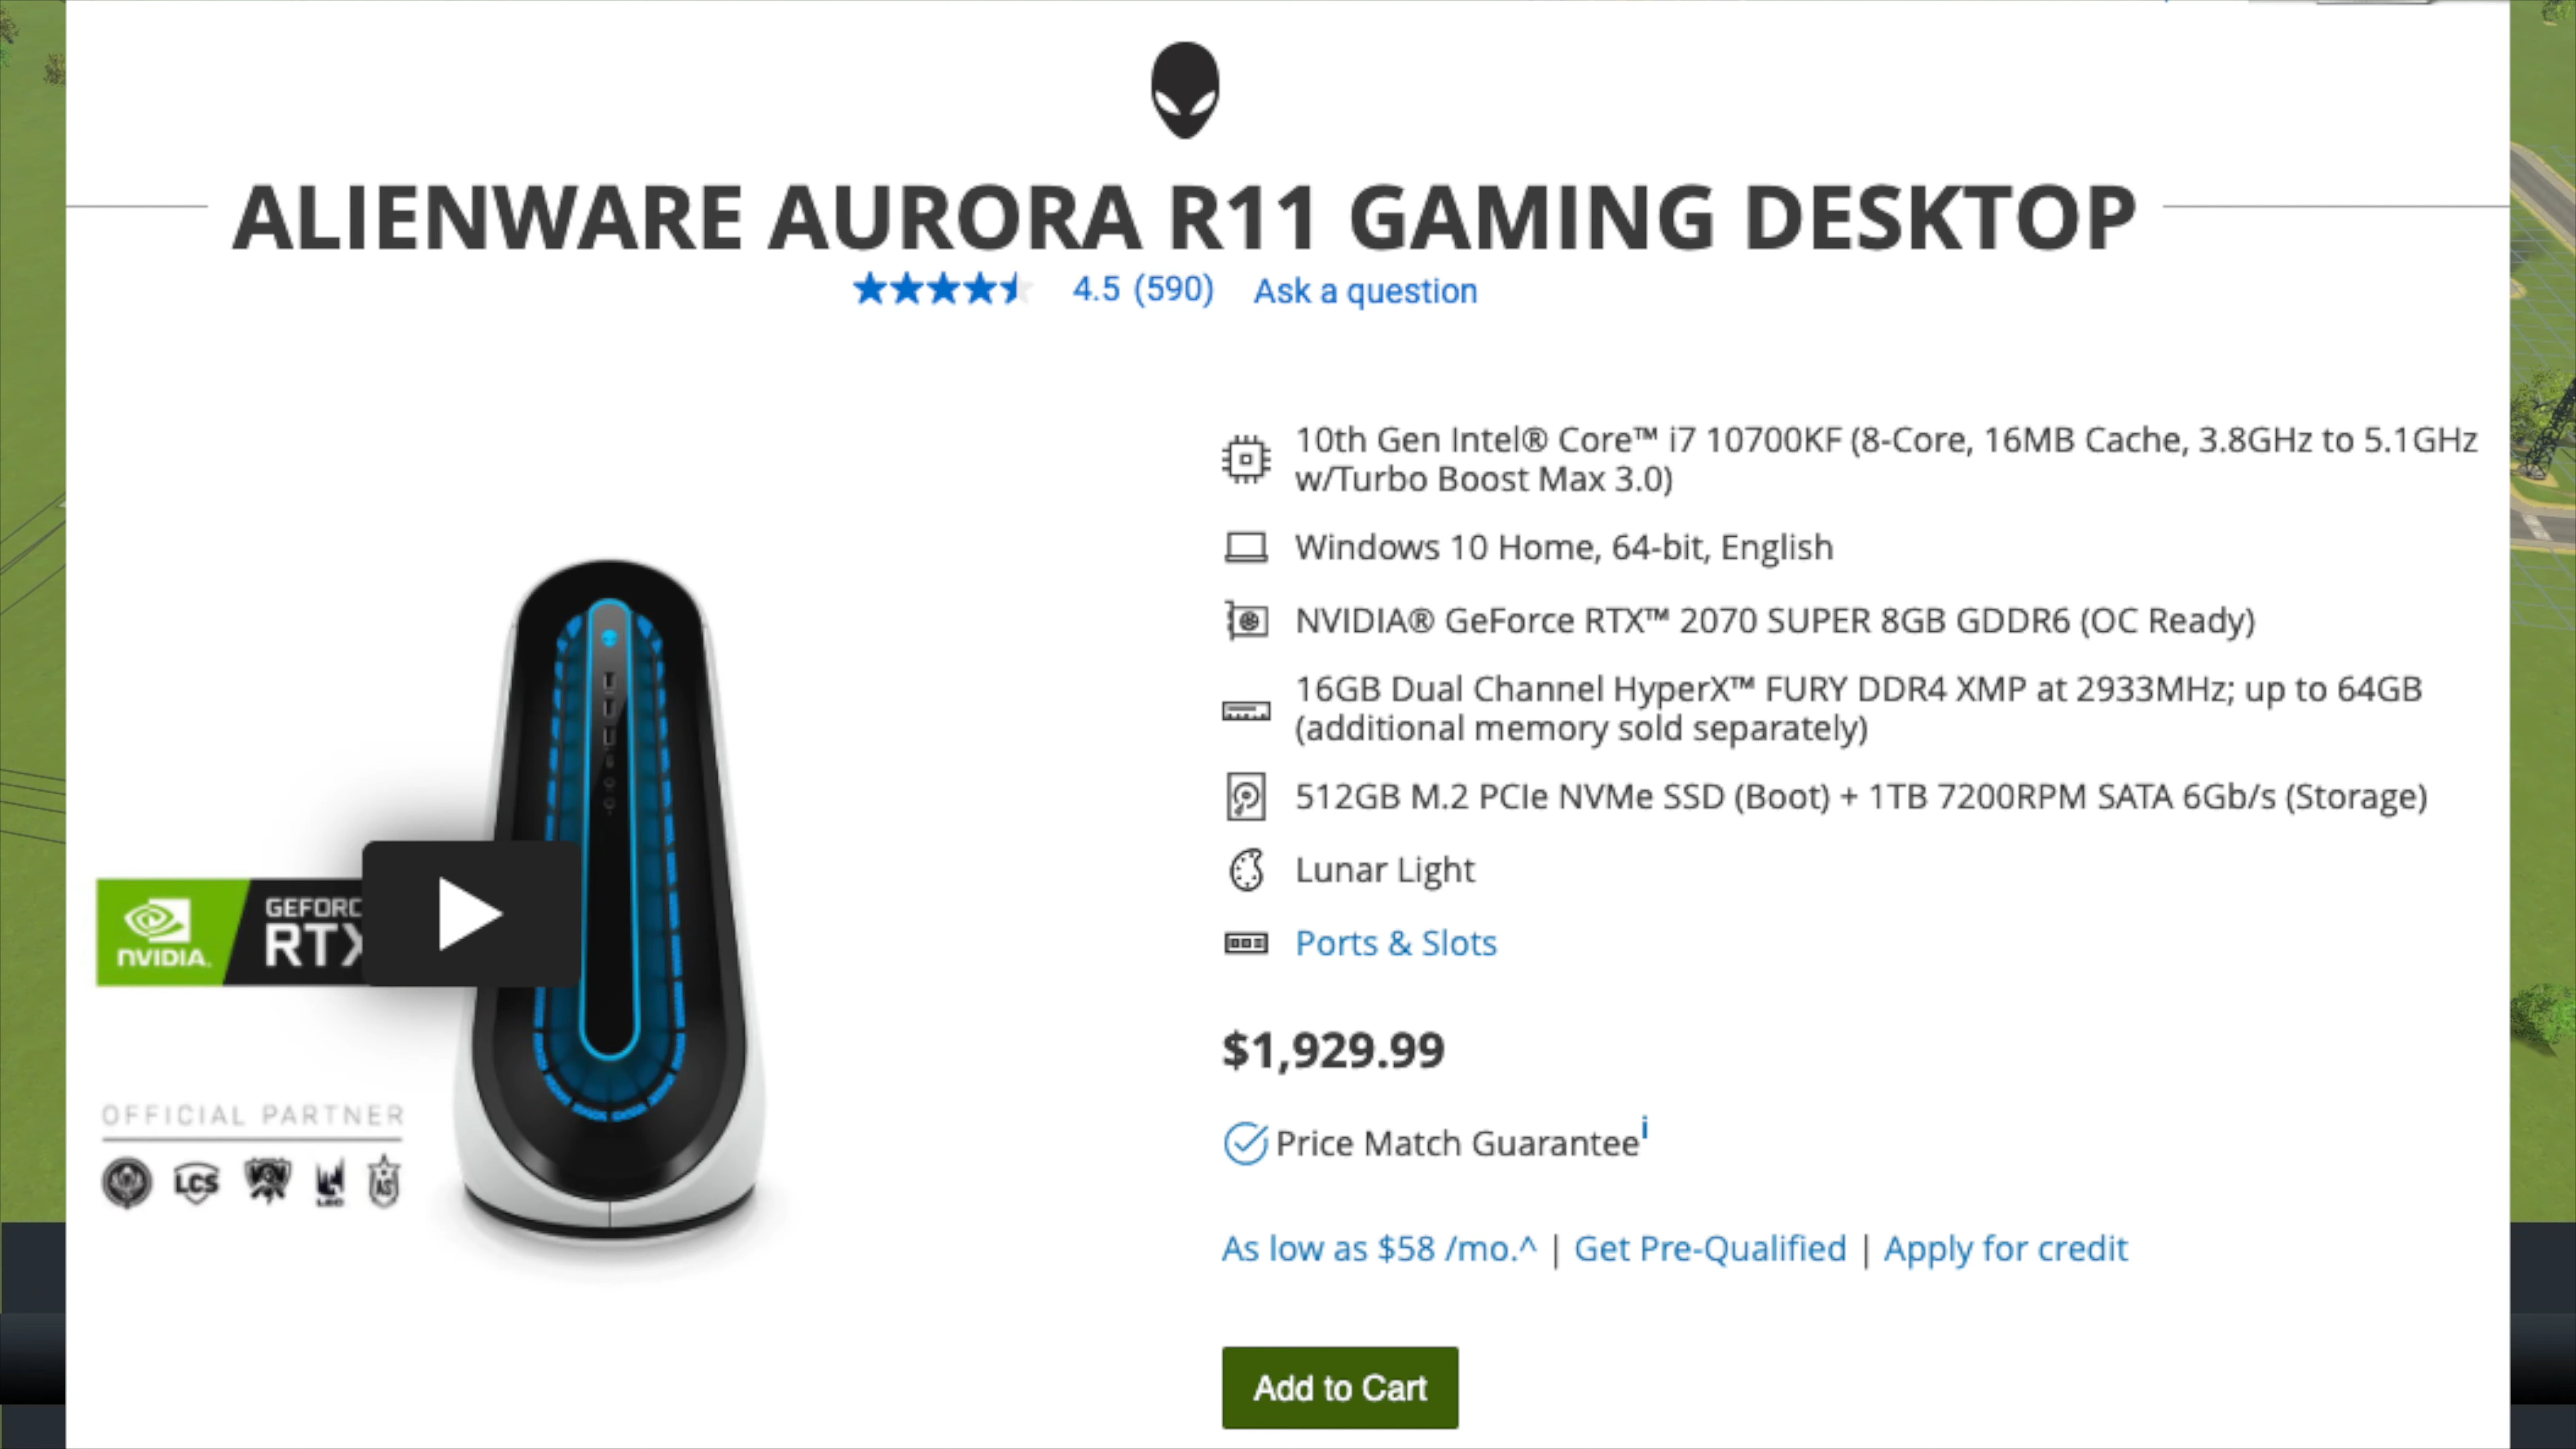 ALIENWARE AURORA R11 GAMING DESKTOP
4.5 (590) Ask a question
10th Gen Intel® Core™ i7 10700KF (8-Core, 16MB Cache, 3.8GHz to 5.1GHz
w/Turbo Boost Max 3.0)
Windows 10 Home, 64-bit, English
NVIDIA® GeForce RTX™ 2070 SUPER 8GB GDDR6 (OC Ready)
16GB Dual Channel HyperX™ FURY DDR4 XMP at 2933MHz; up to 64GB
(additional memory sold separately)
512GB M.2 PCIe NVMe SSD (Boot) + 1TB 7200RPM SATA 6Gb/s (Storage)
Lunar Light
Ports & Slots
$1,929.99
Price Match Guarantee i
As low as $58 /mo.^ | Get Pre-Qualified | Apply for credit
Add to Cart
NVIDIA.
GEFORC
RTX
OFFICIAL PARTNER
LCS
LEC
AS